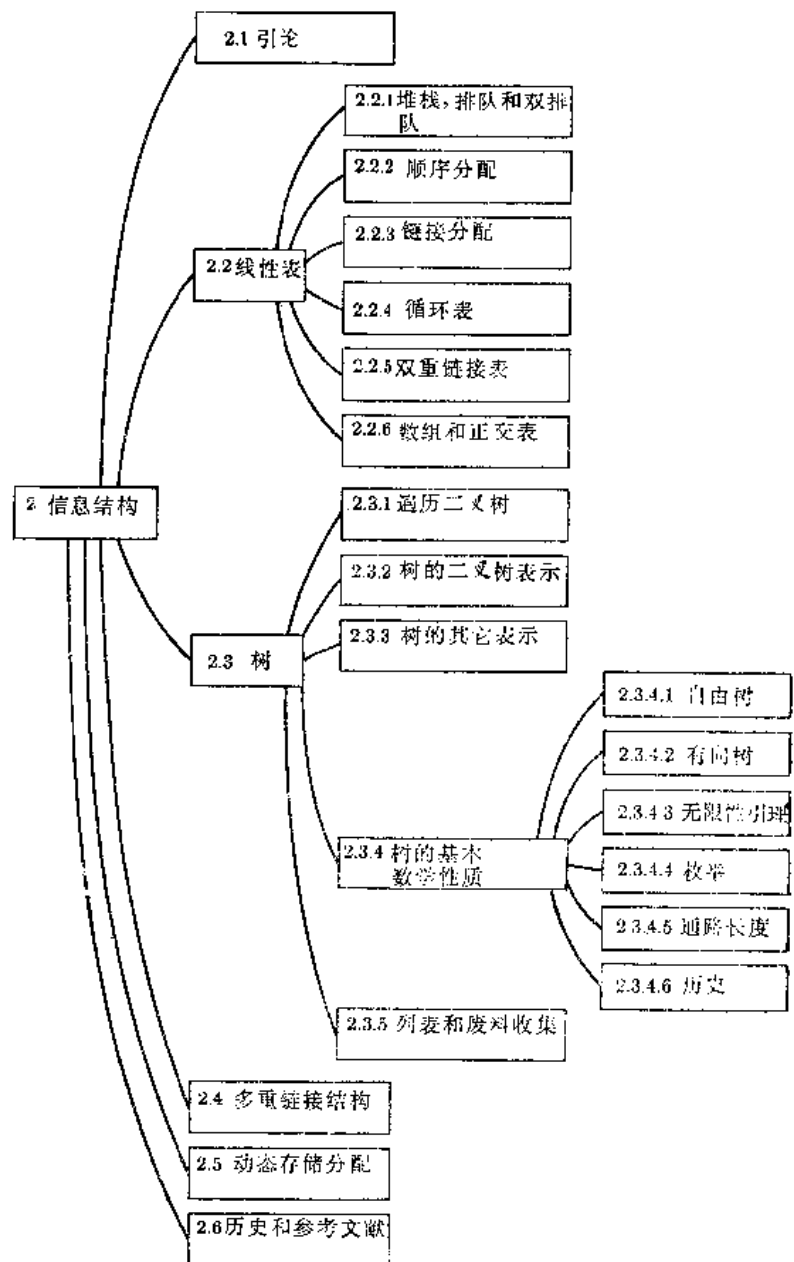 2.1 引论
2.2.1 堆栈,排队和双排
队
2.2.2 顺序分配
2.2.3 链接分配
2.2 线性表
2.2.4 循环表
2.2.5 双重链接表
2.2.6 数组和正交表
2 信息结构
2.3.1 遍历二叉树
2.3.2 树的二叉树表示
2.3.3 树的其它表示
2.3 树
2.3.4.1 自由树
2.3.4.2 有向树
2.3.4.3 无限性引理
2.3.4 树的基本
数学性质
2.3.4.4 枚举
2.3.4.5 通路长度
2.3.4.6 历史
2.3.5 列表和废料收集
2.4 多重链接结构
2.5 动态存储分配
2.6 历史和参考文献